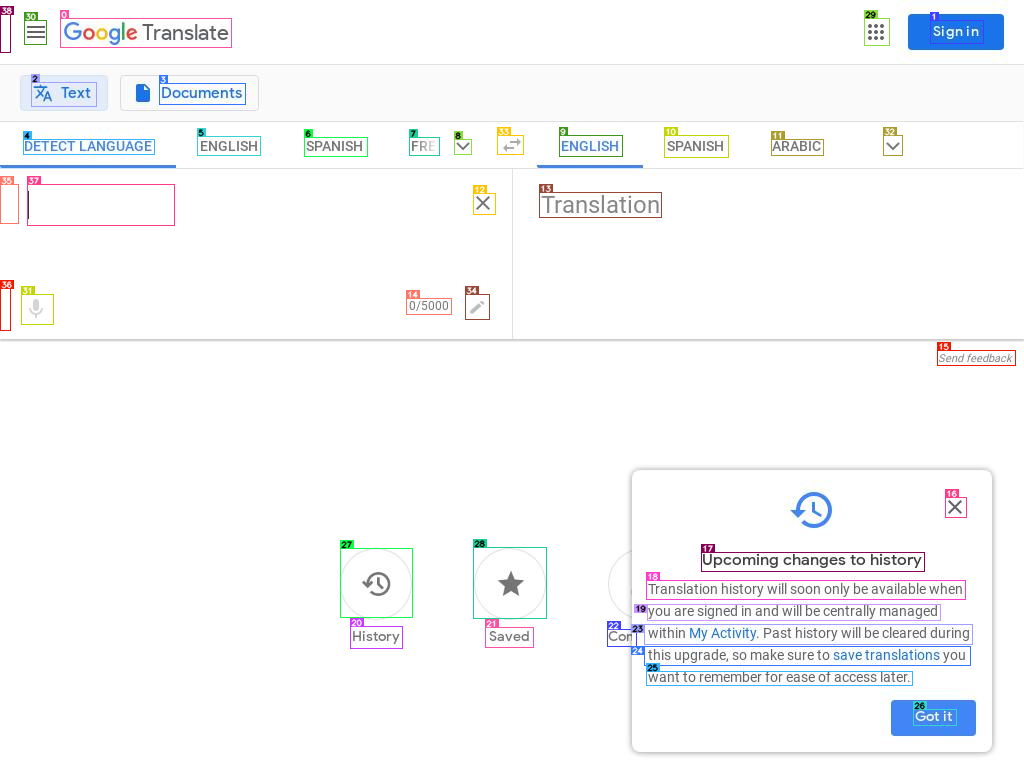 Google Translate
Sign in
Text
Documents
DETECT LANGUAGE
ENGLISH
SPANISH
FRE
ENGLISH
SPANISH
ARABIC
Translation
0/5000
Send feedback
Upcoming changes to history
Translation history will soon only be available when
you are signed in and will be centrally managed
within My Activity. Past history will be cleared during
this upgrade, so make sure to save translations you
want to remember for ease of access later.
Got it
History
Saved
Con
38
30
0
29
1
2
3
4
5
6
7
8
33
9
10
11
32
35
37
12
13
36
31
14
34
15
16
17
18
19
23
24
25
26
27
28
20
21
22